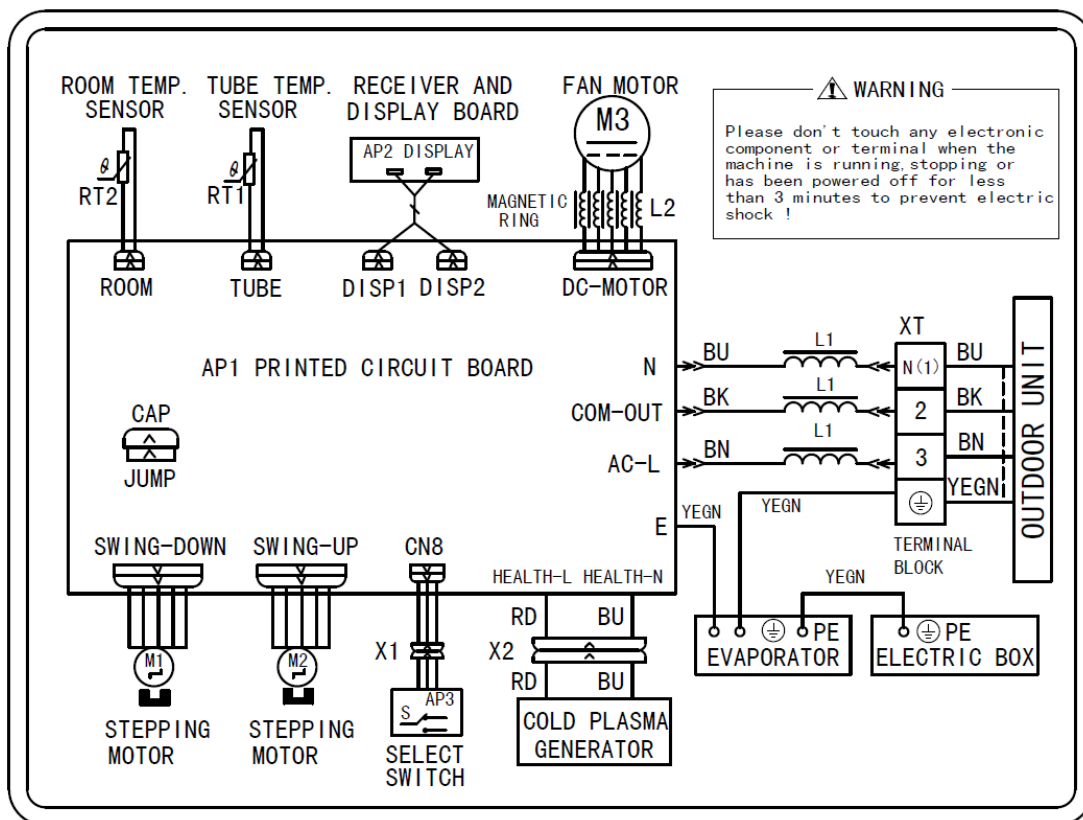 ROOM TEMP.
SENSOR
TUBE TEMP.
SENSOR
RECEIVER AND
DISPLAY BOARD
FAN MOTOR
WARNING
Please don't touch any electronic
component or terminal when the
machine is running, stopping or
has been powered off for less
than 3 minutes to prevent electric
shock !
θ
RT2
θ
RT1
AP2 DISPLAY
M3
MAGNETIC
RING
L2
ROOM
TUBE
DISP1
DISP2
DC-MOTOR
AP1 PRINTED CIRCUIT BOARD
CAP
JUMP
N
BU
L1
XT
N(1)
BU
COM-OUT
BK
L1
2
BK
AC-L
BN
L1
3
BN
YEGN
OUTDOOR UNIT
E
YEGN
YEGN
TERMINAL
BLOCK
SWING-DOWN
SWING-UP
CN8
HEALTH-L
HEALTH-N
M1
STEPPING
MOTOR
M2
STEPPING
MOTOR
X1
S
AP3
SELECT
SWITCH
RD
BU
X2
RD
BU
COLD PLASMA
GENERATOR
YEGN
PE
EVAPORATOR
PE
ELECTRIC BOX